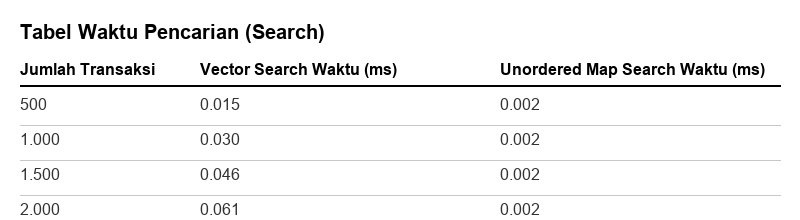 Tabel Waktu Pencarian (Search)
Jumlah Transaksi Vector Search Waktu (ms) Unordered Map Search Waktu (ms)
500 0.015 0.002
1.000 0.030 0.002
1.500 0.046 0.002
2.000 0.061 0.002